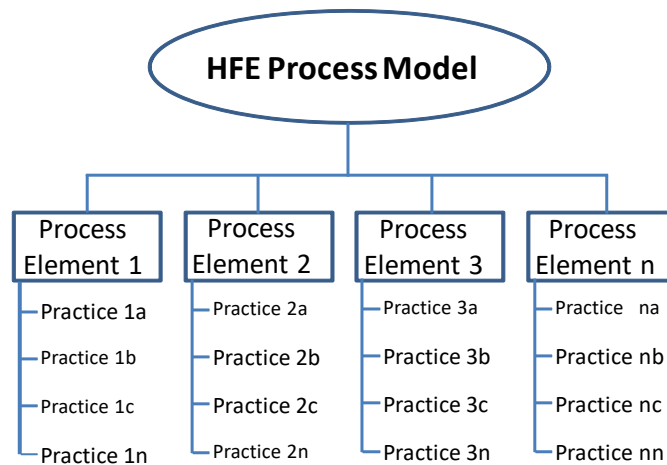 HFE Process Model
Process
Element 1
Practice 1a
Practice 1b
Practice 1c
Practice 1n
Process
Element 2
Practice 2a
Practice 2b
Practice 2c
Practice 2n
Process
Element 3
Practice 3a
Practice 3b
Practice 3c
Practice 3n
Process
Element n
Practice na
Practice nb
Practice nc
Practice nn